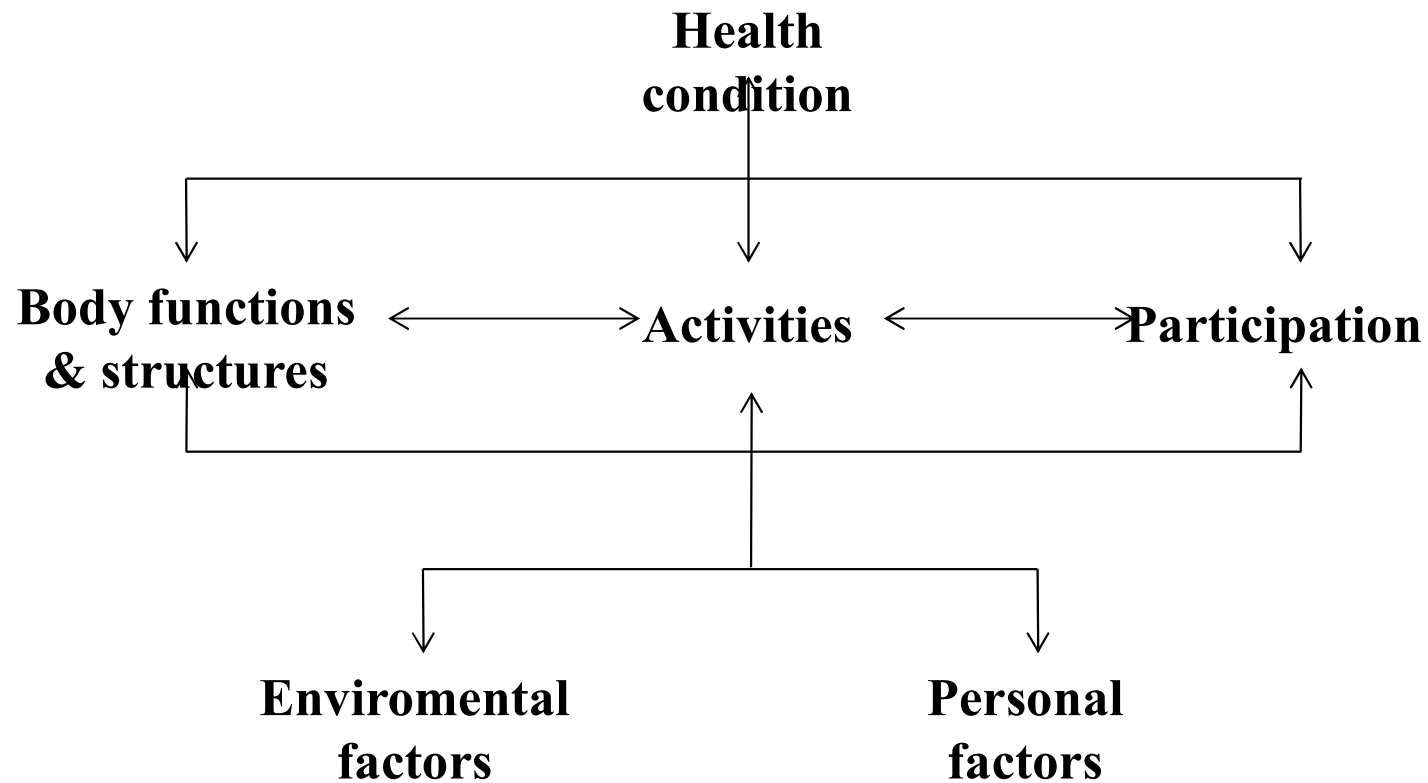 Health
condition
Body functions
& structures
Activities
Participation
Enviromental
factors
Personal
factors